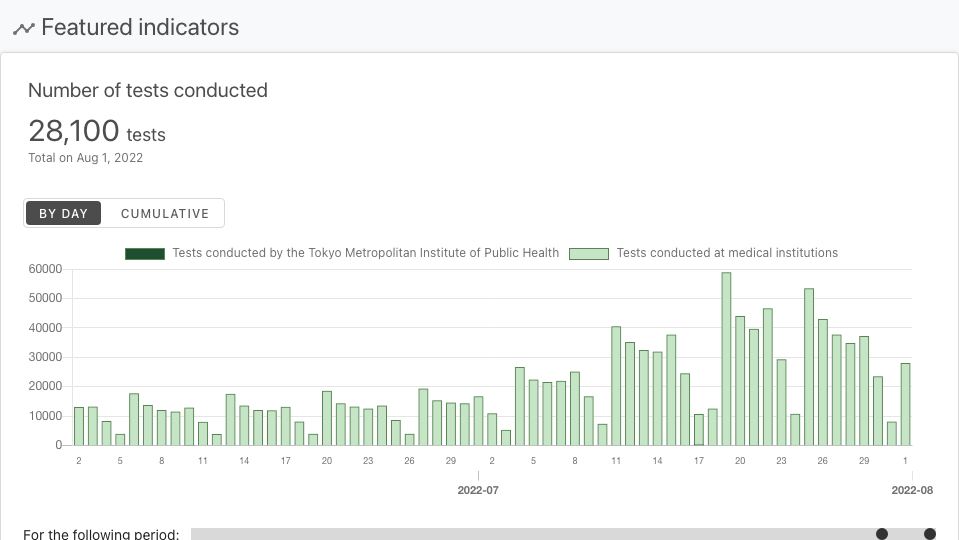 Featured indicators
Number of tests conducted
28,100 tests
Total on Aug 1, 2022
BY DAY CUMULATIVE
Tests conducted by the Tokyo Metropolitan Institute of Public Health Tests conducted at medical institutions
60000
50000
40000
30000
20000
10000
0
2 5 8 11 14 17 20 23 26 29 2 5 8 11 14 17 20 23 26 29 1
2022-07 2022-08
For the following period: